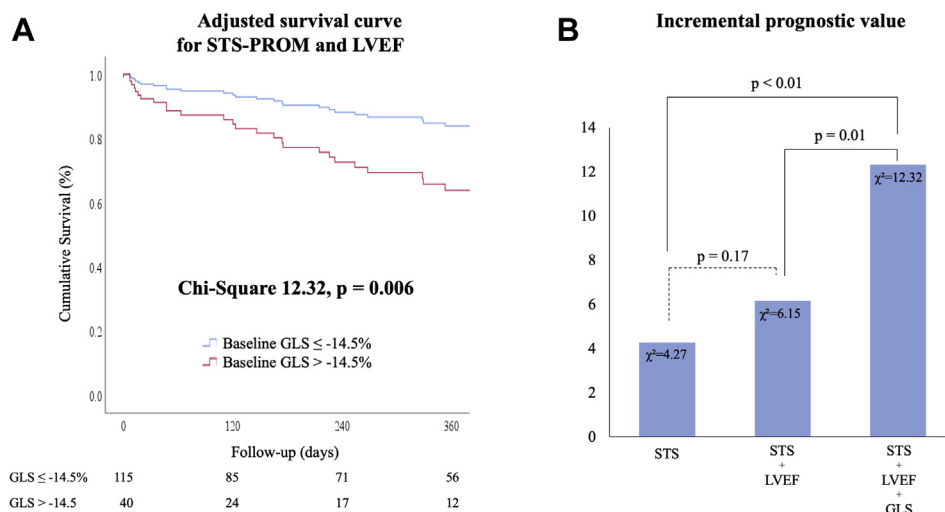 A
Adjusted survival curve
for STS-PROM and LVEF
1.0
0.8
0.6
0.4
0.2
0.0
Cumulative Survival (%)
Chi-Square 12.32, p = 0.006
Baseline GLS ≤ -14.5%
Baseline GLS > -14.5%
0 120 240 360
Follow-up (days)
GLS ≤ -14.5% 115 85 71 56
GLS > -14.5 40 24 17 12
B
Incremental prognostic value
p < 0.01
p = 0.01
p = 0.17
14
12
10
8
6
4
2
0
χ²=4.27
χ²=6.15
χ²=12.32
STS
STS
+
LVEF
STS
+
LVEF
+
GLS